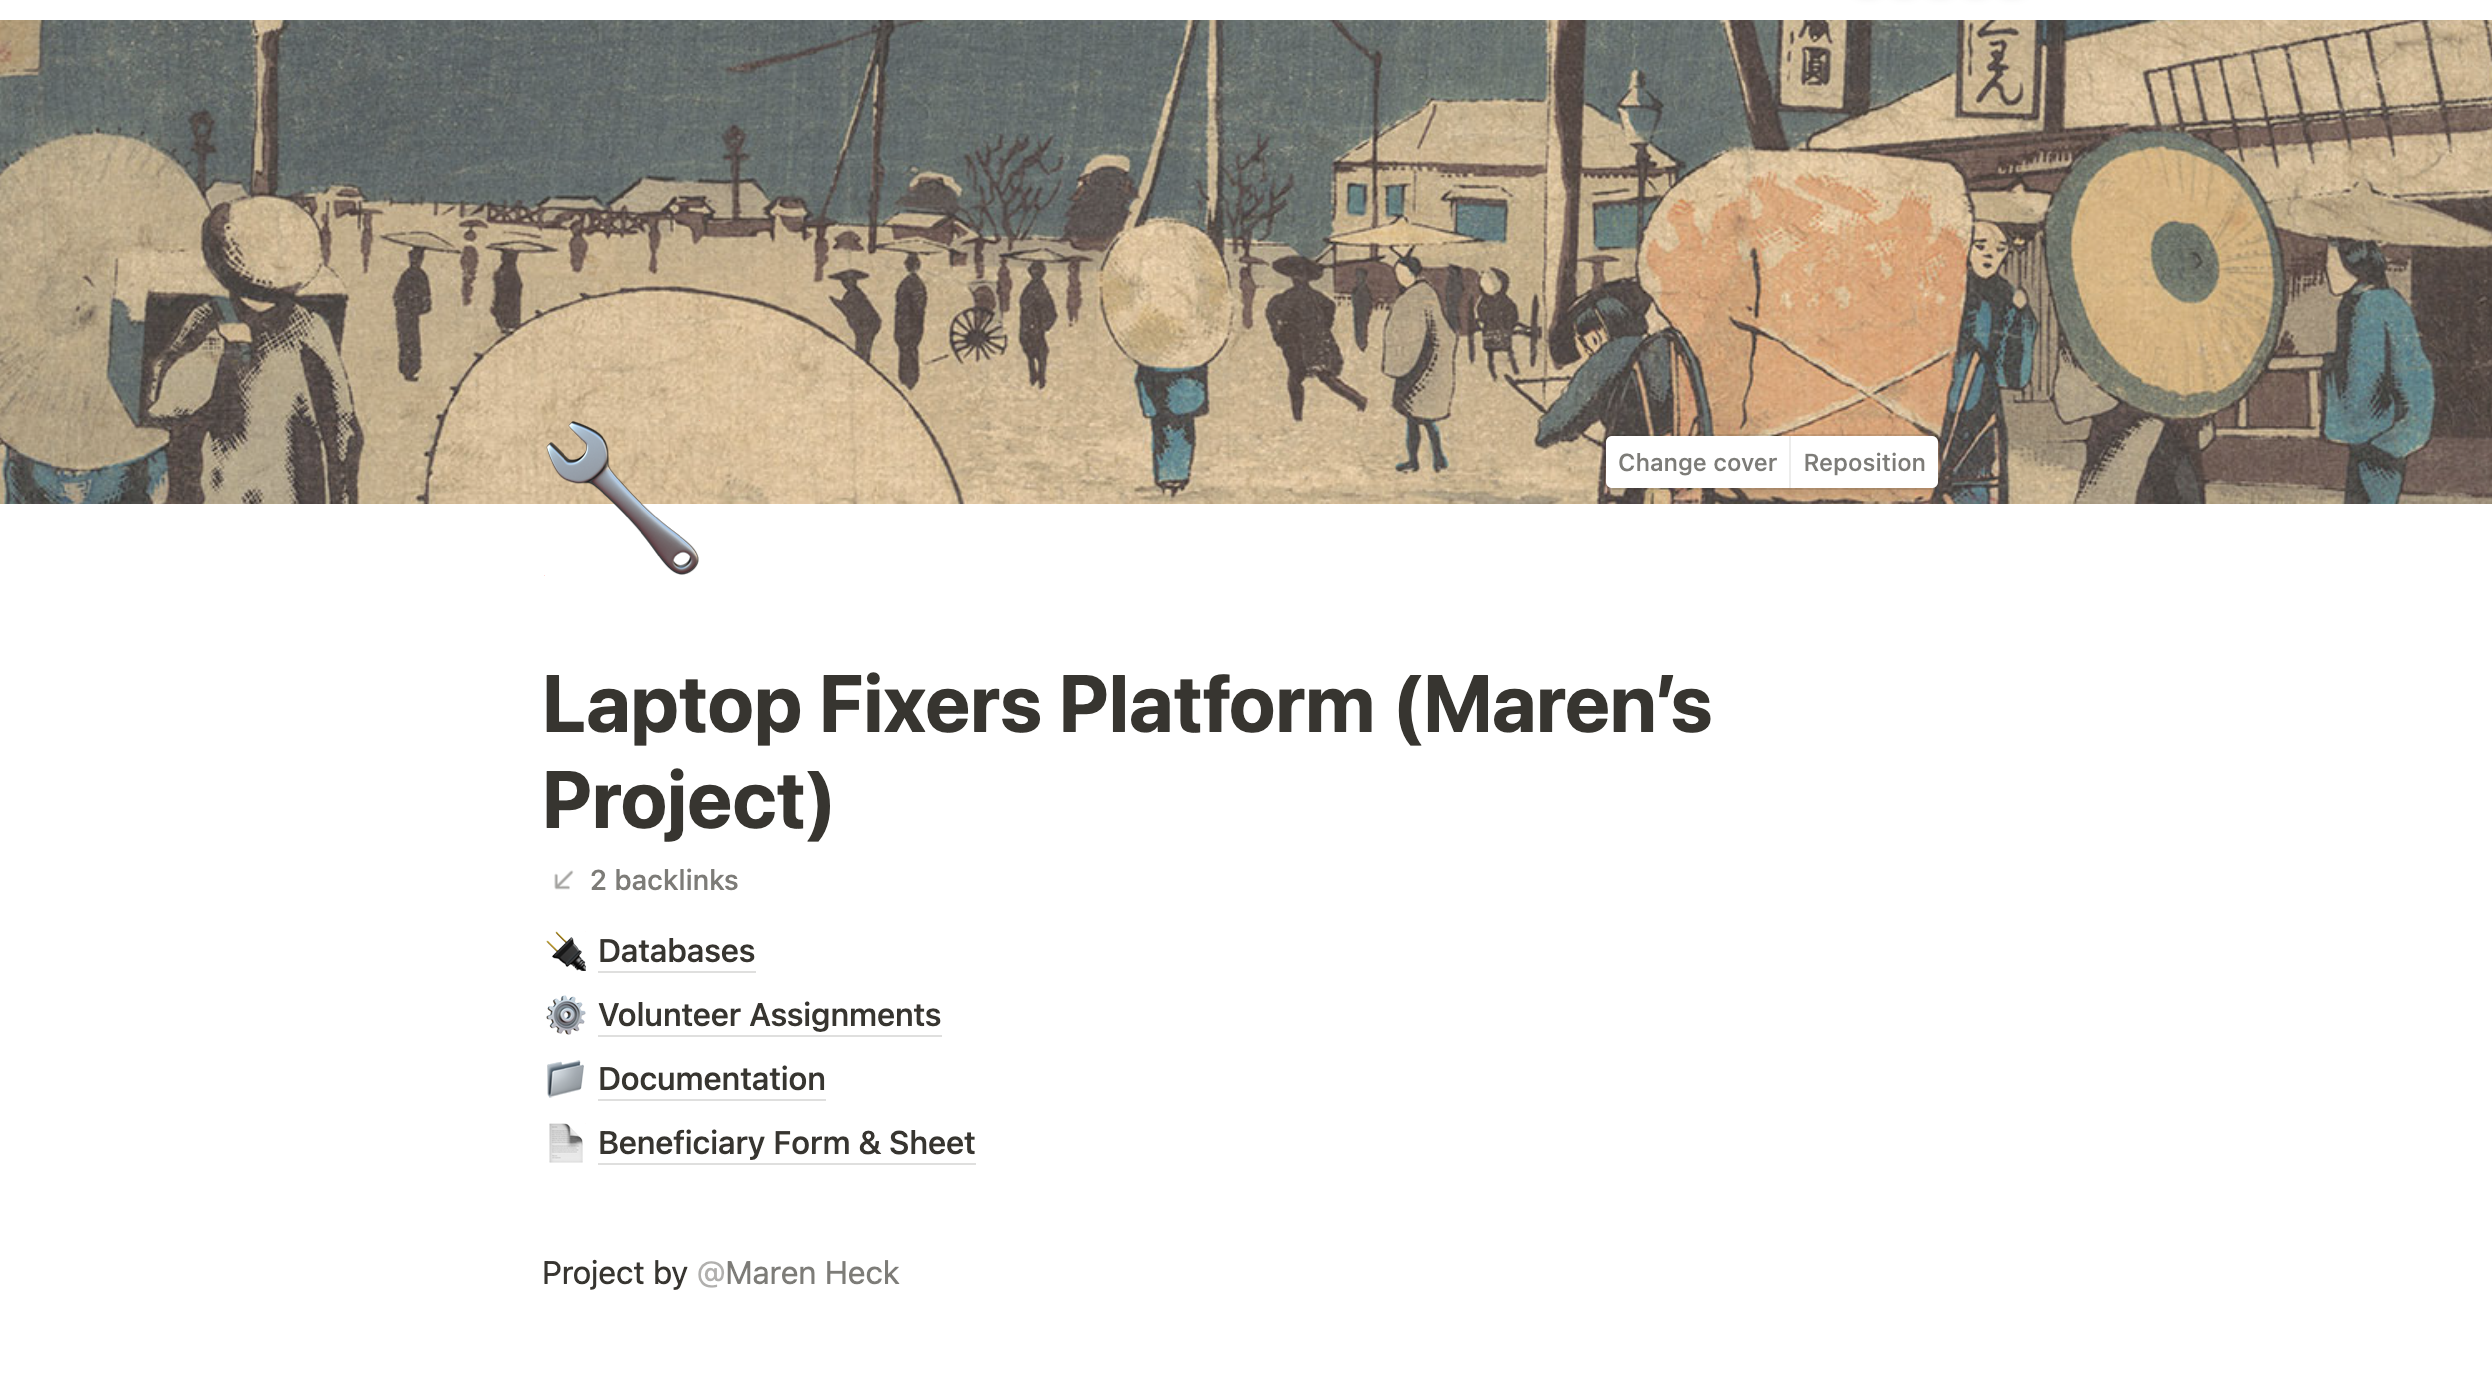 Change cover Reposition
Laptop Fixers Platform (Maren’s
Project)
2 backlinks
Databases
Volunteer Assignments
Documentation
Beneficiary Form & Sheet
Project by @Maren Heck